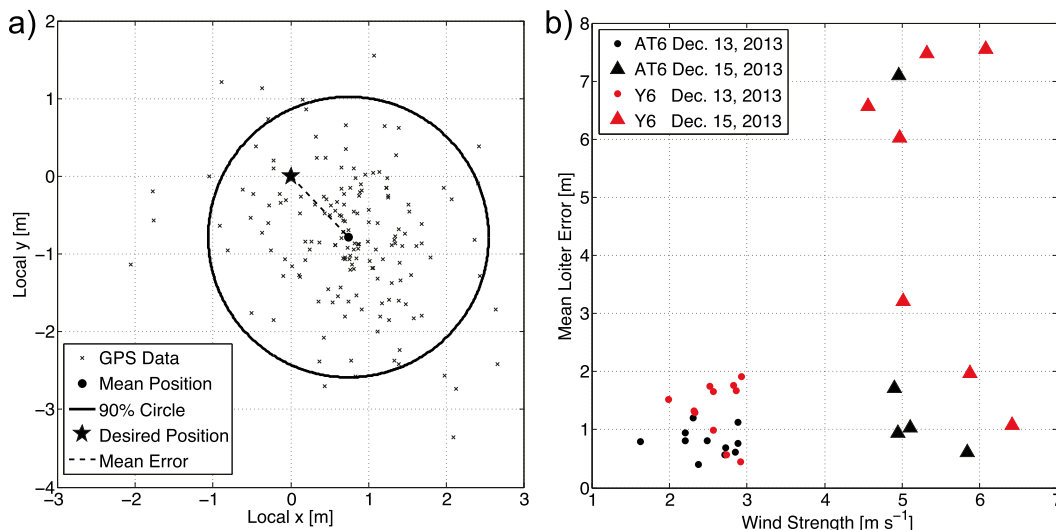 a)
2
1
0
−1
−2
−3
−4
Local y [m]
GPS Data
Mean Position
90% Circle
Desired Position
Mean Error
−3 −2 −1 0 1 2 3
Local x [m]
b)
8
7
6
5
4
3
2
1
0
Mean Loiter Error [m]
AT6 Dec. 13, 2013
AT6 Dec. 15, 2013
Y6 Dec. 13, 2013
Y6 Dec. 15, 2013
1 2 3 4 5 6 7
Wind Strength [m s⁻¹]